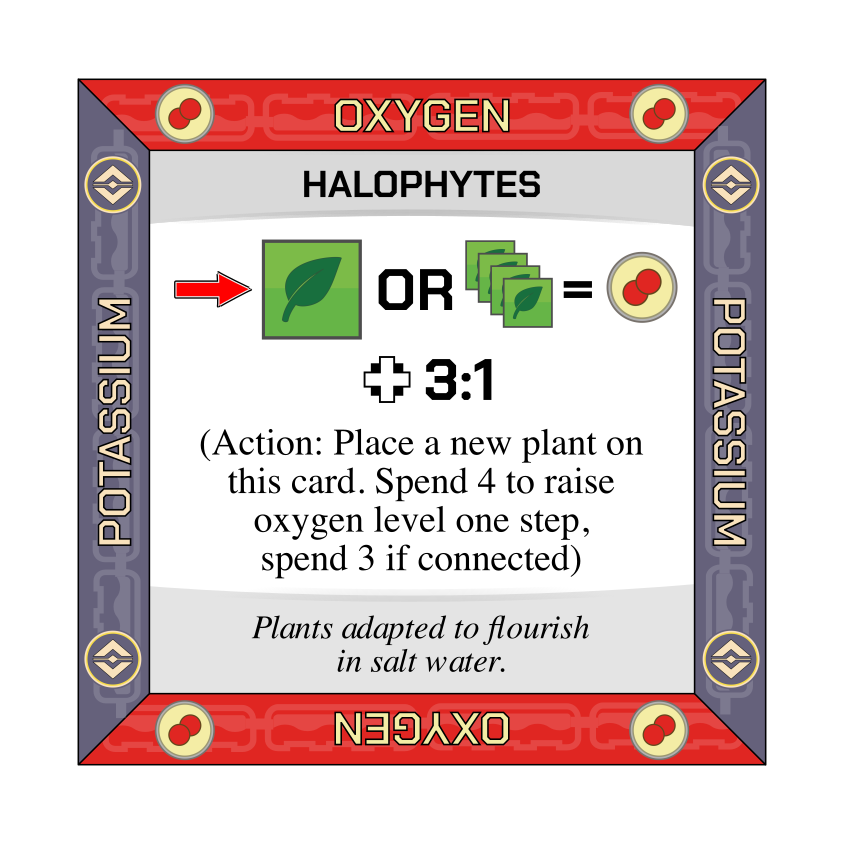 OXYGEN
HALOPHYTES
OR =
3:1
(Action: Place a new plant on
this card. Spend 4 to raise
oxygen level one step,
spend 3 if connected)
Plants adapted to flourish
in salt water.
POTASSIUM
POTASSIUM
OXYGEN